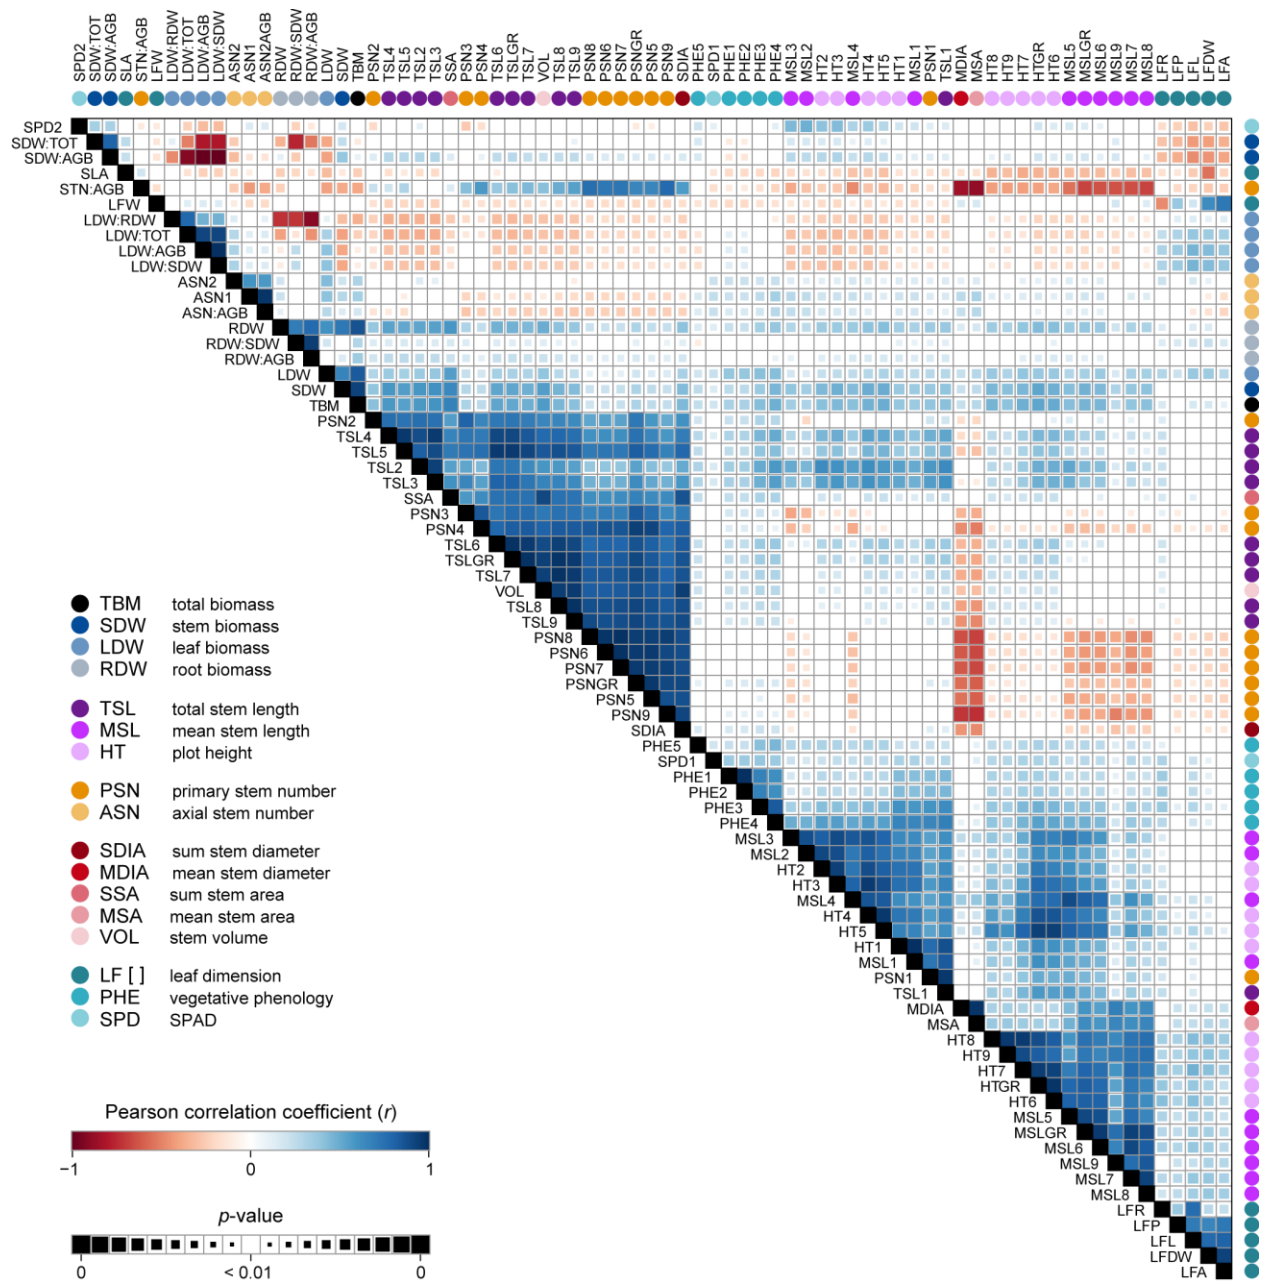 SPD2 SDW:TOT SDW:AGB SLA STN:AGB LFW LDW:RDW LDW:TOT LDW:AGB LDW:SDW ASN2 ASN1 ASN2AGB RDW RDW:SDW RDW:AGB LDW SDW TBM PSN2 TSL4 TSL5 TSL2 TSL3 SSA PSN3 PSN4 TSL6 TSLGR TSL7 VOL TSL8 TSL9 PSN8 PSN6 PSN7 PSNGR PSN5 PSN9 SDIA PHE5 SPD1 PHE1 PHE2 PHE3 PHE4 MSL3 MSL2 HT2 HT3 MSL4 HT4 HT5 HT1 MSL1 PSN1 TSL1 MDIA MSA HT8 HT9 HT7 HTGR HT6 MSL5 MSLGR MSL6 MSL9 MSL7 MSL8 LFR LFP LFL LFDW LFA
SPD2
SDW:TOT
SDW:AGB
SLA
STN:AGB
LFW
LDW:RDW
LDW:TOT
LDW:AGB
LDW:SDW
ASN2
ASN1
ASN:AGB
RDW
RDW:SDW
RDW:AGB
LDW
SDW
TBM
PSN2
TSL4
TSL5
TSL2
TSL3
SSA
PSN3
PSN4
TSL6
TSLGR
TSL7
VOL
TSL8
TSL9
PSN8
PSN6
PSN7
PSNGR
PSN5
PSN9
SDIA
PHE5
SPD1
PHE1
PHE2
PHE3
PHE4
MSL3
MSL2
HT2
HT3
MSL4
HT4
HT5
HT1
MSL1
PSN1
TSL1
MDIA
MSA
HT8
HT9
HT7
HTGR
HT6
MSL5
MSLGR
MSL6
MSL9
MSL7
MSL8
LFR
LFP
LFL
LFDW
LFA
TBM total biomass
SDW stem biomass
LDW leaf biomass
RDW root biomass
TSL total stem length
MSL mean stem length
HT plot height
PSN primary stem number
ASN axial stem number
SDIA sum stem diameter
MDIA mean stem diameter
SSA sum stem area
MSA mean stem area
VOL stem volume
LF [ ] leaf dimension
PHE vegetative phenology
SPD SPAD
Pearson correlation coefficient (r)
−1 0 1
p-value
0 < 0.01 0